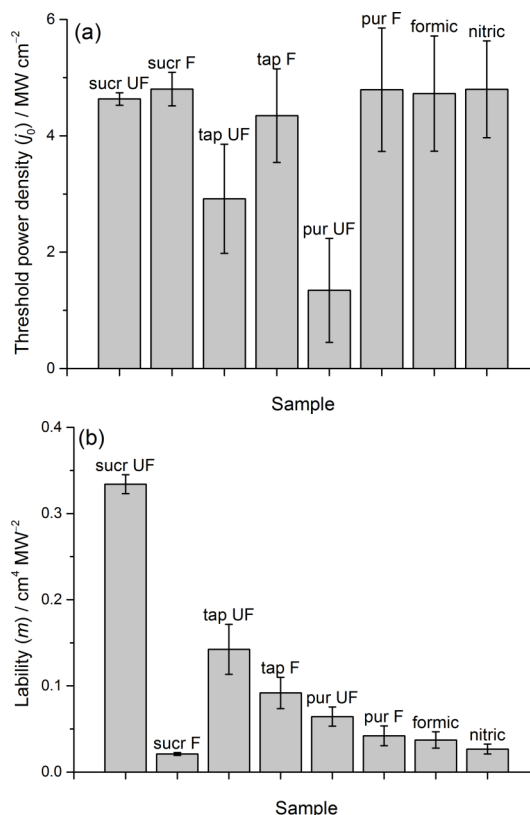 (a)
Threshold power density (j₀) / MW cm⁻²
6
4
2
0
sucr UF
sucr F
tap UF
tap F
pur UF
pur F
formic
nitric
Sample
(b)
Lability (m) / cm⁴ MW⁻²
0.4
0.3
0.2
0.1
0.0
sucr UF
sucr F
tap UF
tap F
pur UF
pur F
formic
nitric
Sample